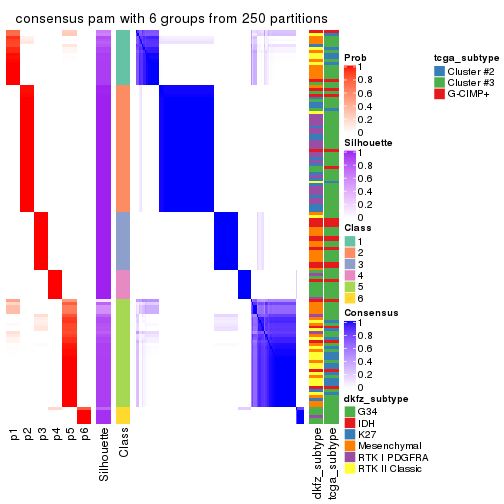 consensus pam with 6 groups from 250 partitions
p1
p2
p3
p4
p5
p6
Silhouette
Class
dkfz_subtype
tcga_subtype
Prob
1
0.8
0.6
0.4
0.2
0
Silhouette
1
0.8
0.6
0.4
0.2
0
Class
1
2
3
4
5
6
Consensus
1
0.8
0.6
0.4
0.2
0
dkfz_subtype
G34
IDH
K27
Mesenchymal
RTK I PDGFRA
RTK II Classic
tcga_subtype
Cluster #2
Cluster #3
G-CIMP+